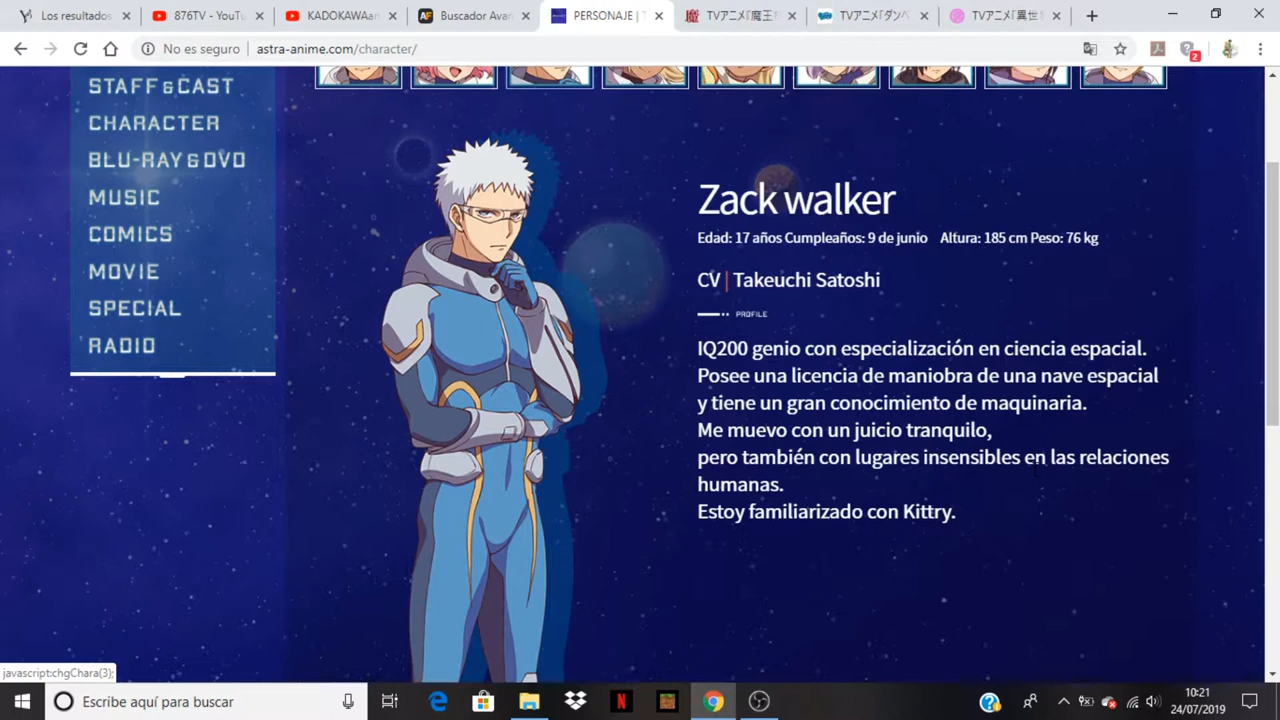 Los resultados
876TV - YouTu
KADOKAWAan
Buscador Avan
PERSONAJE | T
TVアニメ『魔王
TVアニメ『ダンベ
TVアニメ『異世
No es seguro
astra-anime.com/character/
2
STAFF & CAST
CHARACTER
BLU-RAY & DVD
MUSIC
COMICS
MOVIE
SPECIAL
RADIO
Zack walker
Edad: 17 años Cumpleaños: 9 de junio Altura: 185 cm Peso: 76 kg
CV | Takeuchi Satoshi
PROFILE
IQ200 genio con especialización en ciencia espacial.
Posee una licencia de maniobra de una nave espacial
y tiene un gran conocimiento de maquinaria.
Me muevo con un juicio tranquilo,
pero también con lugares insensibles en las relaciones
humanas.
Estoy familiarizado con Kittry.
javascript:chgChara(3);
Escribe aquí para buscar
10:21
24/07/2019